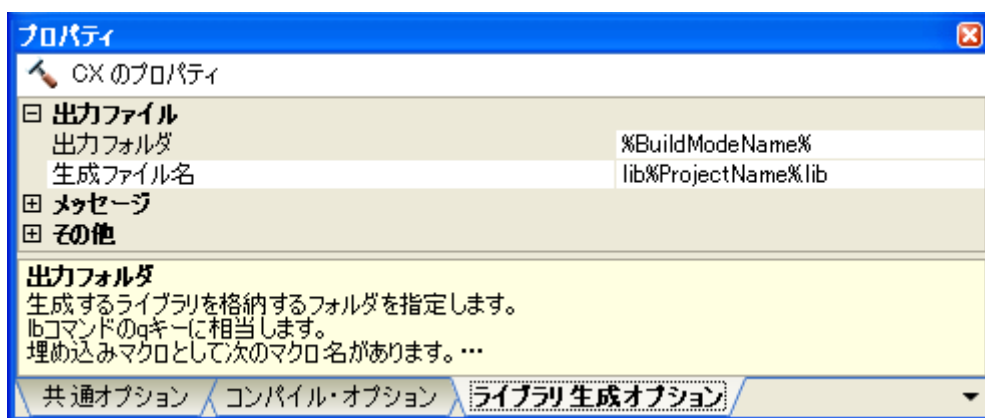 プロパティ
CX のプロパティ
出力ファイル
出力フォルダ %BuildModeName%
生成ファイル名 lib%ProjectName%.lib
メッセージ
その他
出力フォルダ
生成するライブラリを格納するフォルダを指定します。
lbコマンドのqキーに相当します。
埋め込みマクロとして次のマクロ名があります。…
共通オプション コンパイル・オプション ライブラリ生成オプション